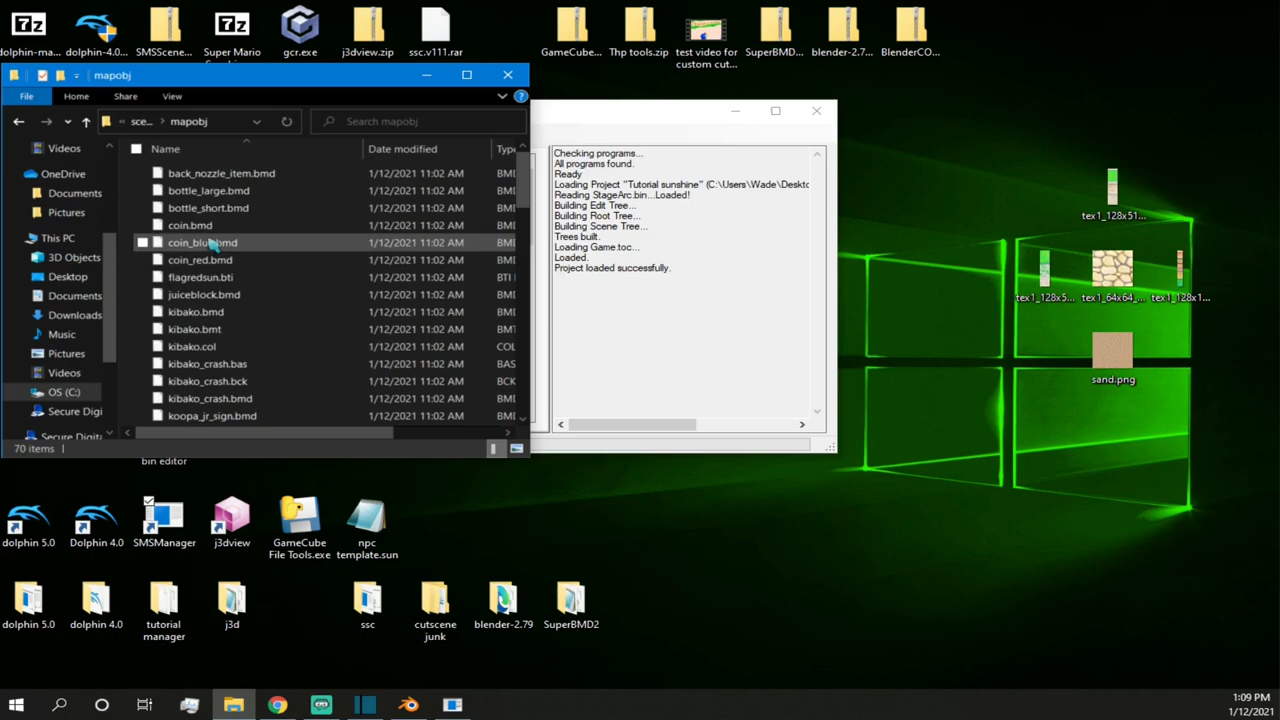 dolphin-ma...
dolphin-4.0...
SMSScene...
Super Mario
gcr.exe
j3dview.zip
ssc.v111.rar
GameCube...
Thp tools.zip
test video for
custom cut...
SuperBMD...
blender-2.7...
BlenderCO...
mapobj
File
Home
Share
View
sce...
mapobj
Search mapobj
Videos
OneDrive
Documents
Pictures
This PC
3D Objects
Desktop
Documents
Downloads
Music
Pictures
Videos
OS (C:)
Secure Digi
Secure Digita
Name
Date modified
Type
back_nozzle_item.bmd 1/12/2021 11:02 AM BMD
bottle_large.bmd 1/12/2021 11:02 AM BMD
bottle_short.bmd 1/12/2021 11:02 AM BMD
coin.bmd 1/12/2021 11:02 AM BMD
coin_blue.bmd 1/12/2021 11:02 AM BMD
coin_red.bmd 1/12/2021 11:02 AM BMD
flagredsun.bti 1/12/2021 11:02 AM BTI
juiceblock.bmd 1/12/2021 11:02 AM BMD
kibako.bmd 1/12/2021 11:02 AM BMD
kibako.bmt 1/12/2021 11:02 AM BMT
kibako.col 1/12/2021 11:02 AM COL
kibako_crash.bas 1/12/2021 11:02 AM BAS
kibako_crash.bck 1/12/2021 11:02 AM BCK
kibako_crash.bmd 1/12/2021 11:02 AM BMD
koopa_jr_sign.bmd 1/12/2021 11:02 AM BMD
70 items
Checking programs...
All programs found.
Ready
Loading Project "Tutorial sunshine" (C:\Users\Wade\Deskto
Reading StageArc.bin...Loaded!
Building Edit Tree...
Building Root Tree...
Building Scene Tree...
Trees built.
Loading Game.toc...
Loaded.
Project loaded successfully.
tex1_128x51...
tex1_128x5...
tex1_64x64_...
tex1_128x1...
sand.png
bin editor
dolphin 5.0
Dolphin 4.0
SMSManager
j3dview
GameCube
File Tools.exe
npc
template.sun
dolphin 5.0
dolphin 4.0
tutorial
manager
j3d
ssc
cutscene
junk
blender-2.79
SuperBMD2
1:09 PM
1/12/2021